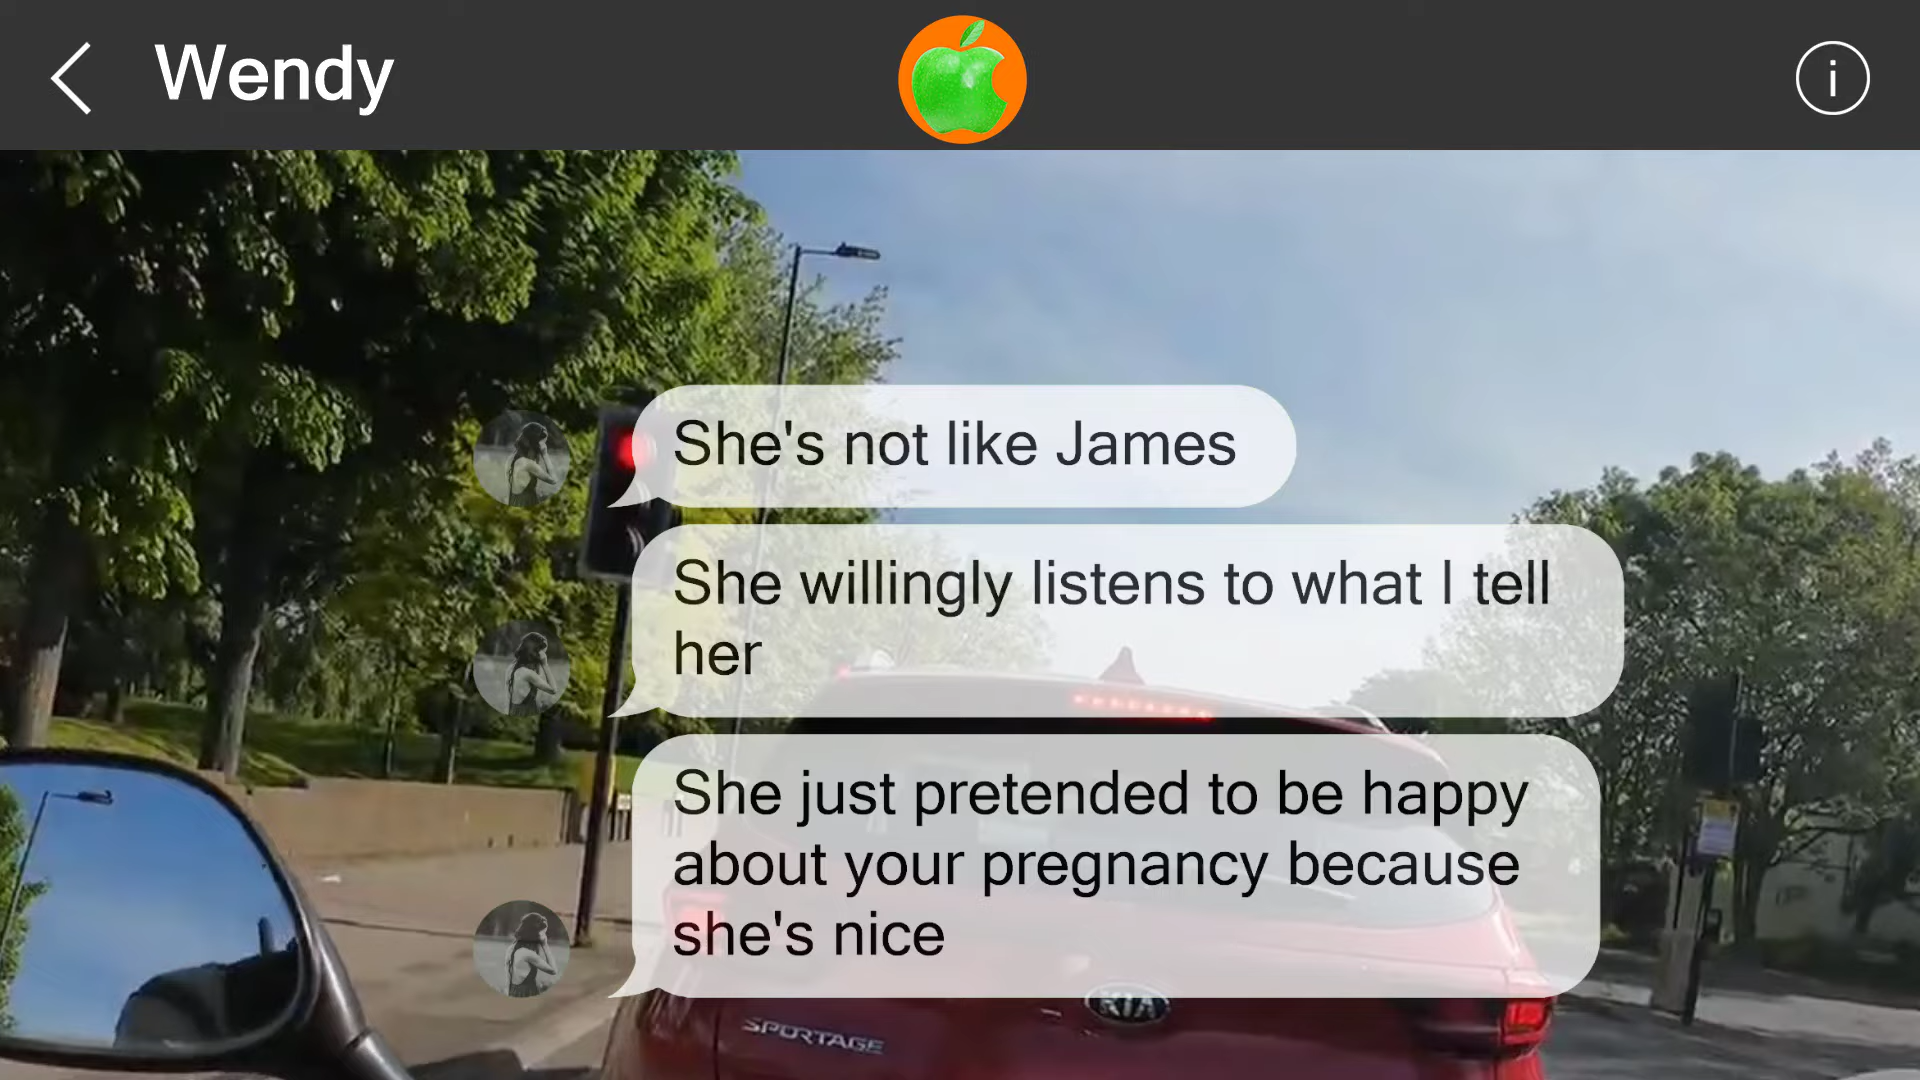 Wendy
i
She's not like James
She willingly listens to what I tell
her
She just pretended to be happy
about your pregnancy because
she's nice
KIA
SPORTAGE